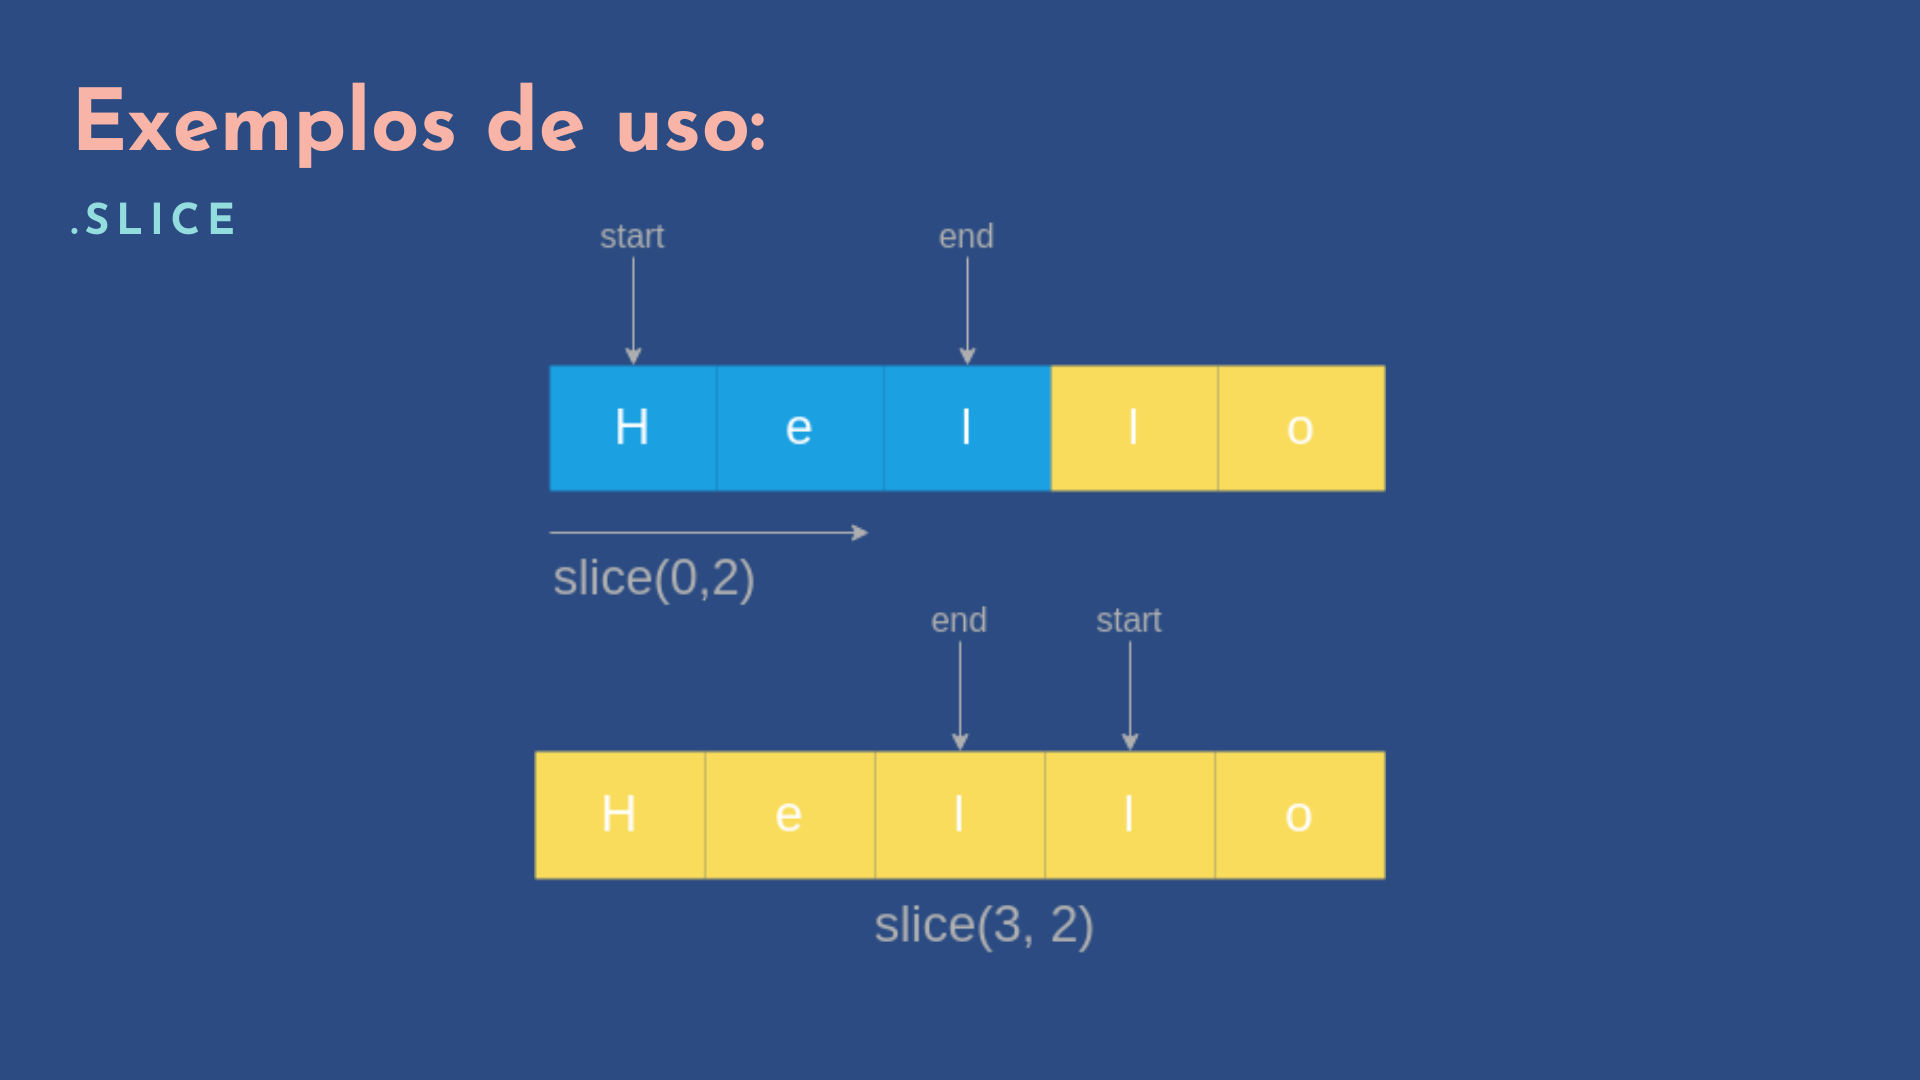 Exemplos de uso:
.SLICE
start end
H e l l o
slice(0,2)
end start
H e l l o
slice(3, 2)